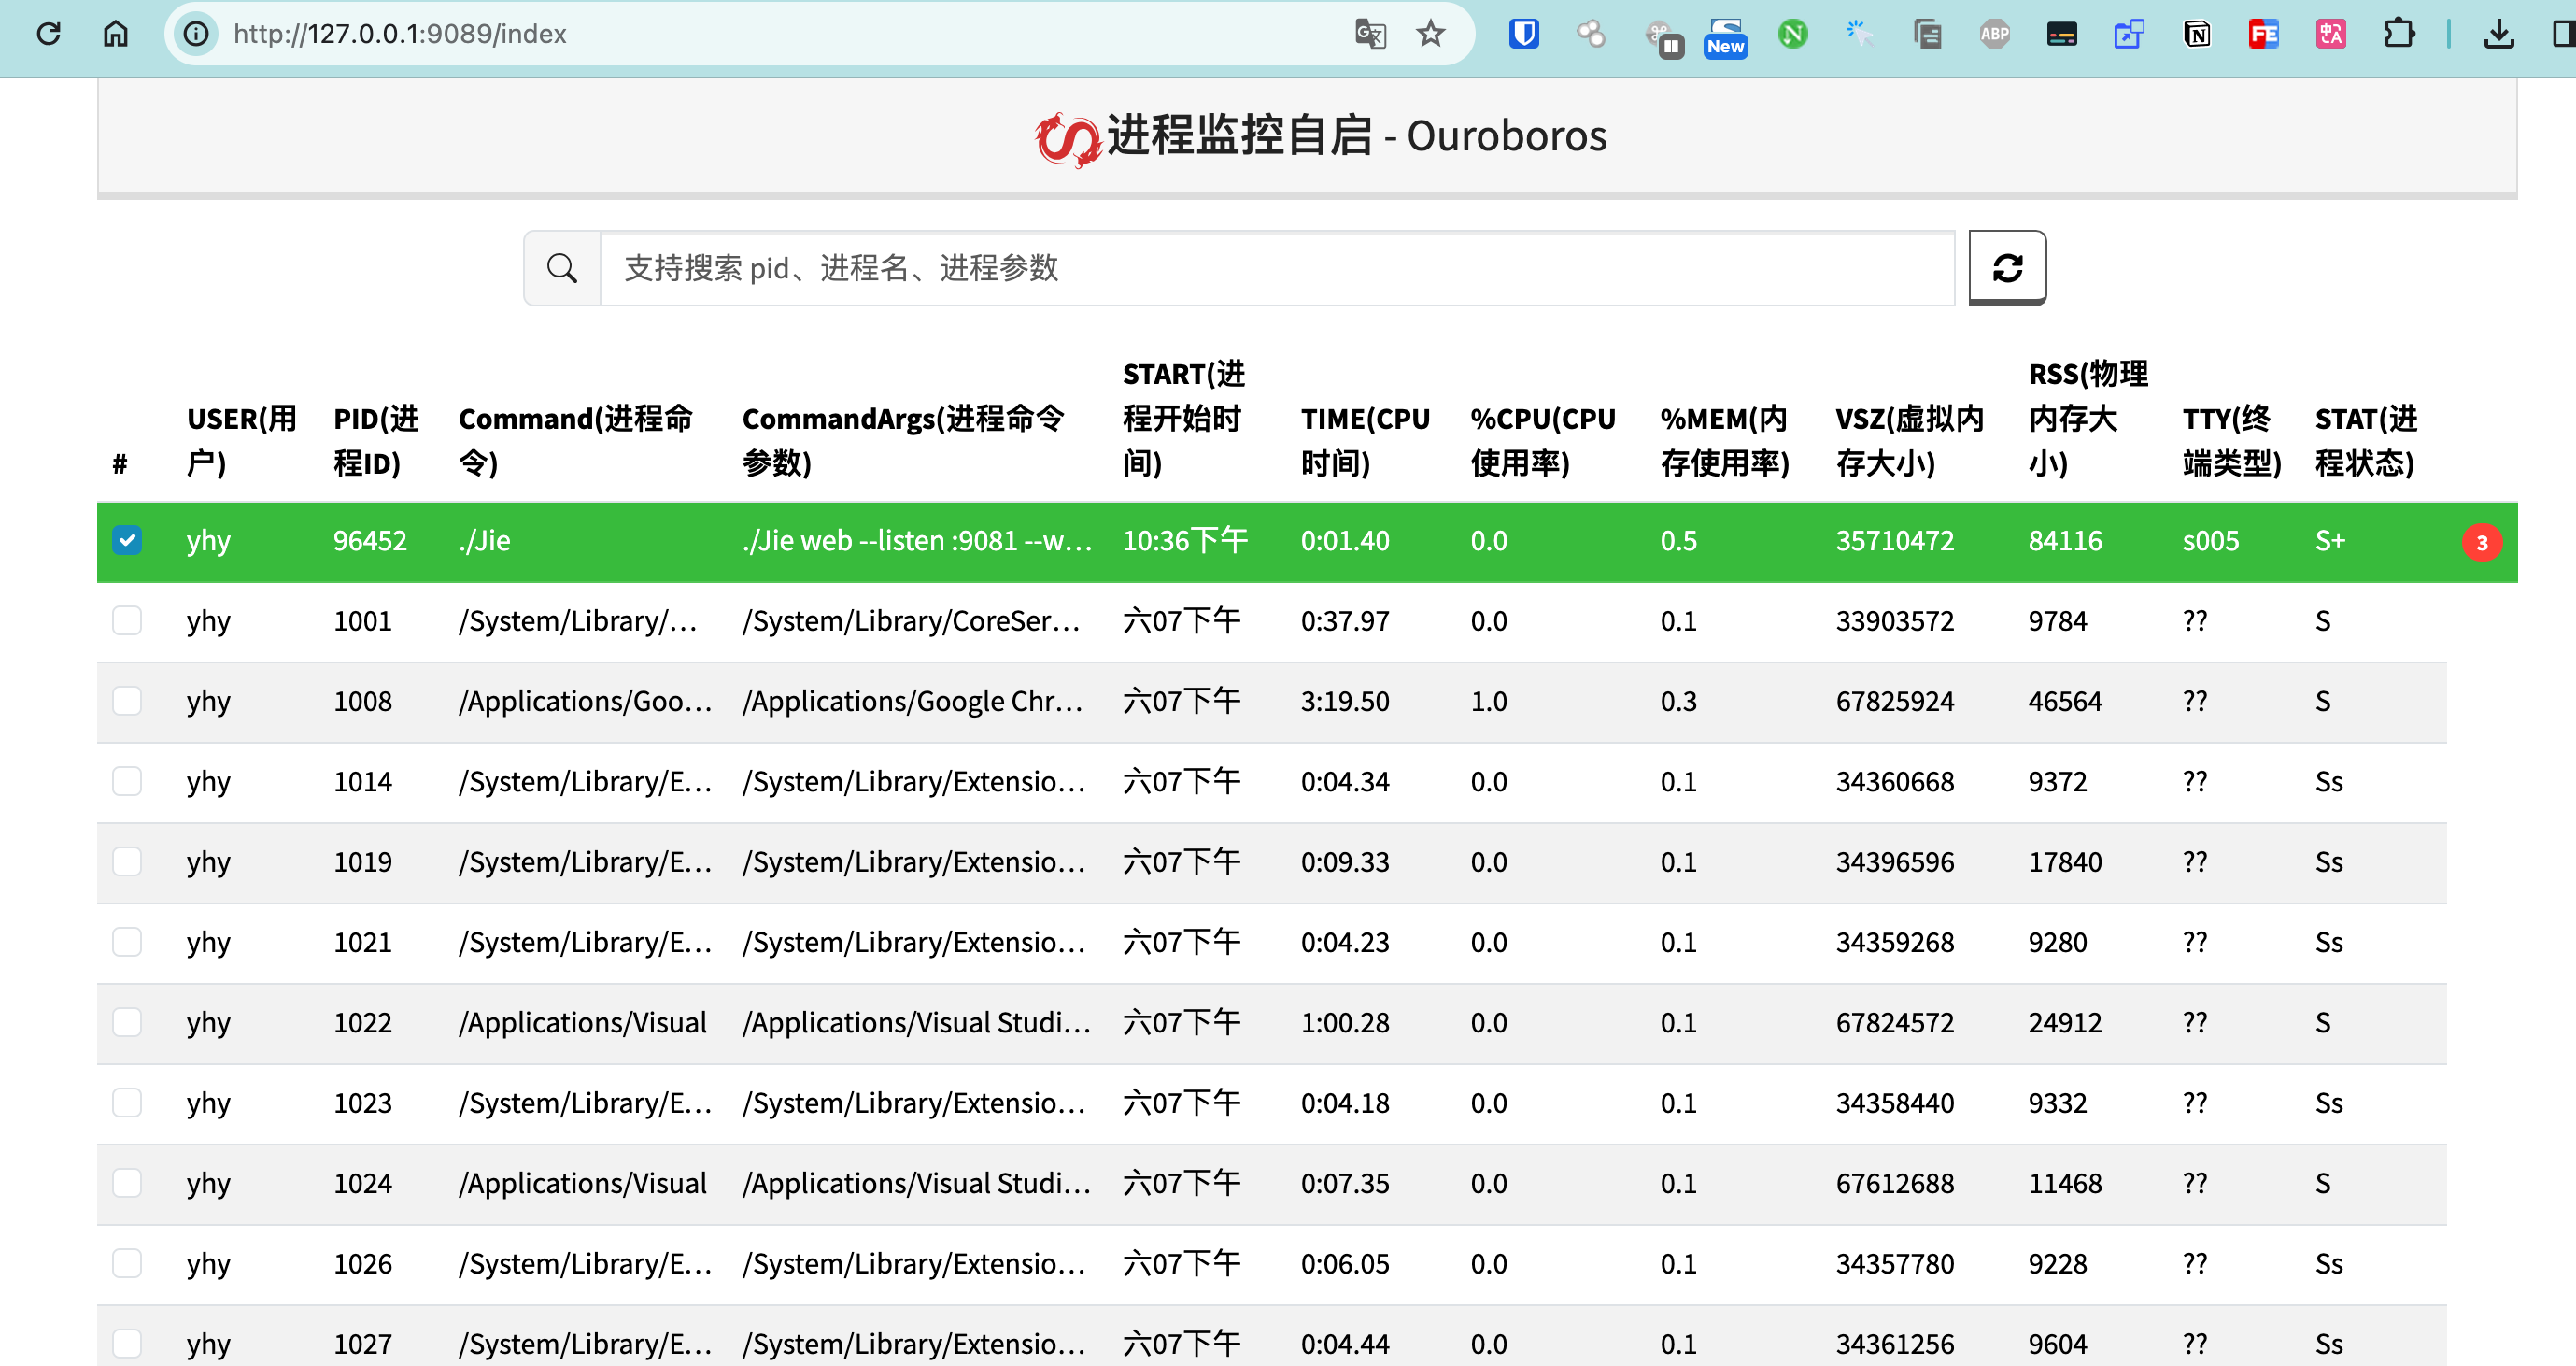 http://127.0.0.1:9089/index
New
ABP
N
FE
中A
进程监控自启 - Ouroboros
支持搜索 pid、进程名、进程参数
# USER(用户) PID(进程ID) Command(进程命令) CommandArgs(进程命令参数) START(进程开始时间) TIME(CPU时间) %CPU(CPU使用率) %MEM(内存使用率) VSZ(虚拟内存大小) RSS(物理内存大小) TTY(终端类型) STAT(进程状态)
yhy 96452 ./Jie ./Jie web --listen :9081 --w... 10:36下午 0:01.40 0.0 0.5 35710472 84116 s005 S+ 3
yhy 1001 /System/Library/... /System/Library/CoreSer... 六07下午 0:37.97 0.0 0.1 33903572 9784 ?? S
yhy 1008 /Applications/Goo... /Applications/Google Chr... 六07下午 3:19.50 1.0 0.3 67825924 46564 ?? S
yhy 1014 /System/Library/E... /System/Library/Extensio... 六07下午 0:04.34 0.0 0.1 34360668 9372 ?? Ss
yhy 1019 /System/Library/E... /System/Library/Extensio... 六07下午 0:09.33 0.0 0.1 34396596 17840 ?? Ss
yhy 1021 /System/Library/E... /System/Library/Extensio... 六07下午 0:04.23 0.0 0.1 34359268 9280 ?? Ss
yhy 1022 /Applications/Visual /Applications/Visual Studi... 六07下午 1:00.28 0.0 0.1 67824572 24912 ?? S
yhy 1023 /System/Library/E... /System/Library/Extensio... 六07下午 0:04.18 0.0 0.1 34358440 9332 ?? Ss
yhy 1024 /Applications/Visual /Applications/Visual Studi... 六07下午 0:07.35 0.0 0.1 67612688 11468 ?? S
yhy 1026 /System/Library/E... /System/Library/Extensio... 六07下午 0:06.05 0.0 0.1 34357780 9228 ?? Ss
yhy 1027 /System/Library/E... /System/Library/Extensio... 六07下午 0:04.44 0.0 0.1 34361256 9604 ?? Ss